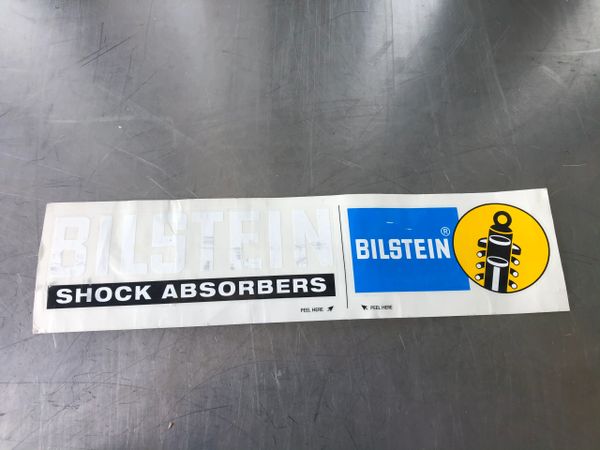 BILSTEIN
SHOCK ABSORBERS
PEEL HERE
BILSTEIN®
PEEL HERE